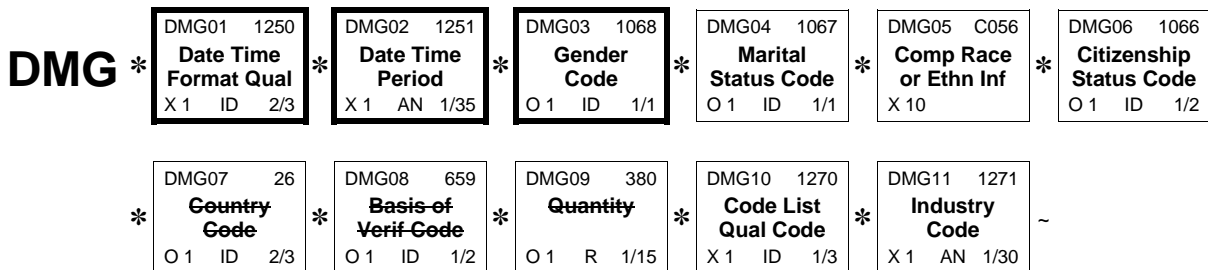 DMG * DMG01 1250 * DMG02 1251 * DMG03 1068 * DMG04 1067 * DMG05 C056 * DMG06 1066
Date Time Date Time Gender Marital Comp Race Citizenship
Format Qual Period Code Status Code or Ethn Inf Status Code
X 1 ID 2/3 X 1 AN 1/35 O 1 ID 1/1 O 1 ID 1/1 X 10 O 1 ID 1/2
* DMG07 26 * DMG08 659 * DMG09 380 * DMG10 1270 * DMG11 1271 ~
Country Basis of Quantity Code List Industry
Code Verif Code Qual Code Code
O 1 ID 2/3 O 1 ID 1/2 O 1 R 1/15 X 1 ID 1/3 X 1 AN 1/30